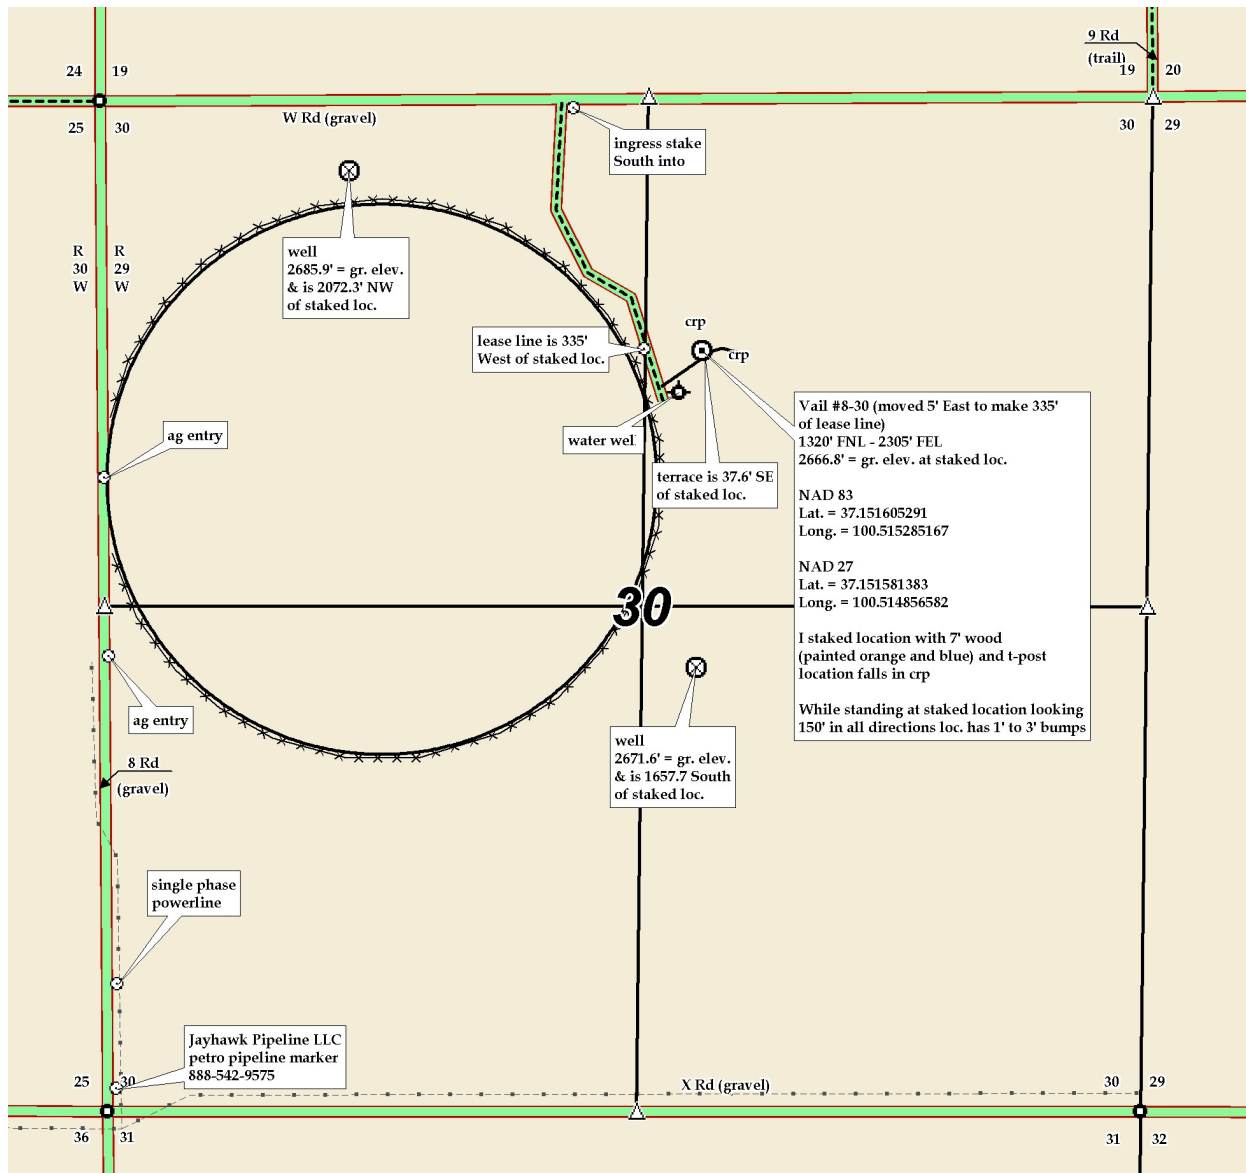 9 Rd
(trail)
24 19
19 20
25 30
W Rd (gravel)
30 29
ingress stake
South into
R R
30 29
W W
well
2685.9' = gr. elev.
& is 2072.3' NW
of staked loc.
crp
lease line is 335'
West of staked loc.
crp
Vail #8-30 (moved 5' East to make 335'
of lease line)
1320' FNL - 2305' FEL
2666.8' = gr. elev. at staked loc.
NAD 83
Lat. = 37.151605291
Long. = 100.515285167
NAD 27
Lat. = 37.151581383
Long. = 100.514856582
I staked location with 7' wood
(painted orange and blue) and t-post
location falls in crp
While standing at staked location looking
150' in all directions loc. has 1' to 3' bumps
ag entry
water well
terrace is 37.6' SE
of staked loc.
30
ag entry
well
2671.6' = gr. elev.
& is 1657.7 South
of staked loc.
8 Rd
(gravel)
single phase
powerline
Jayhawk Pipeline LLC
petro pipeline marker
888-542-9575
25 30
X Rd (gravel)
30 29
36 31
31 32